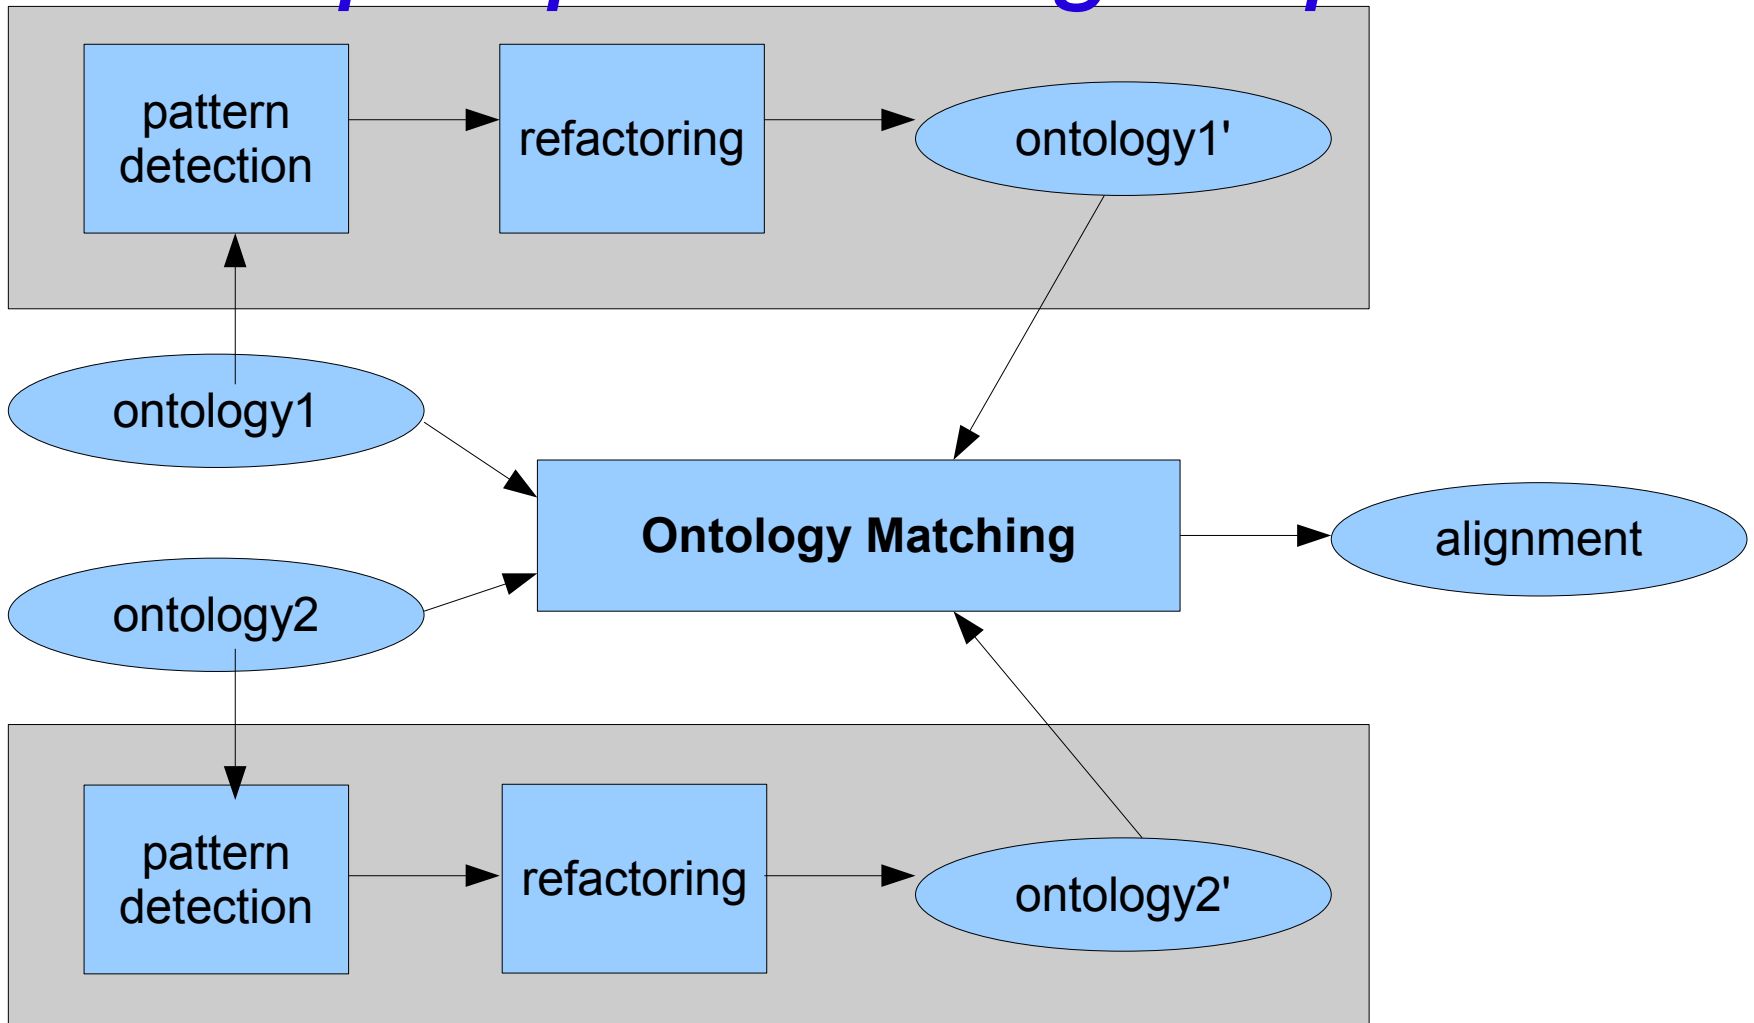 pattern
detection
refactoring
ontology1'
ontology1
Ontology Matching
alignment
ontology2
pattern
detection
refactoring
ontology2'